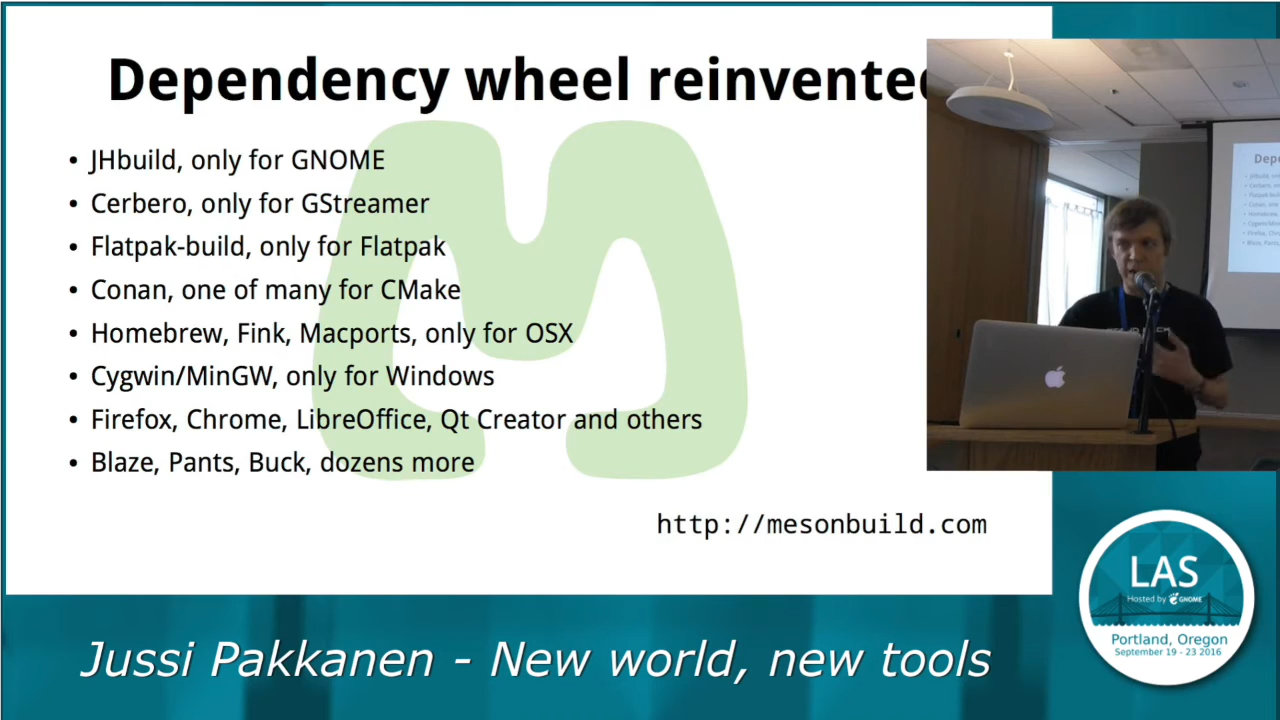 Dependency wheel reinvented
• JHbuild, only for GNOME
• Cerbero, only for GStreamer
• Flatpak-build, only for Flatpak
• Conan, one of many for CMake
• Homebrew, Fink, Macports, only for OSX
• Cygwin/MinGW, only for Windows
• Firefox, Chrome, LibreOffice, Qt Creator and others
• Blaze, Pants, Buck, dozens more
http://mesonbuild.com
LAS
Hosted by GNOME
Portland, Oregon
September 19 - 23 2016
Jussi Pakkanen - New world, new tools